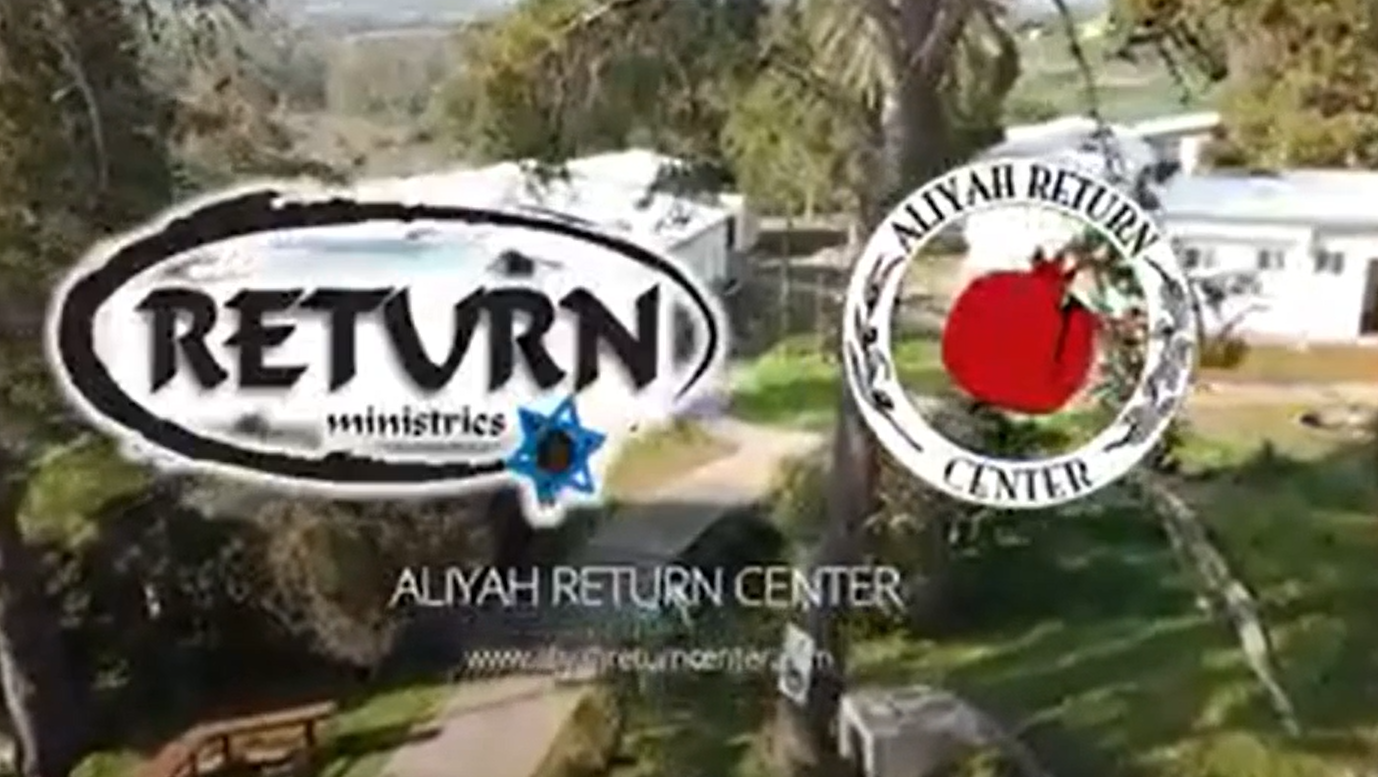 RETURN
ministries
ALIYAH RETURN
CENTER
ALIYAH RETURN CENTER